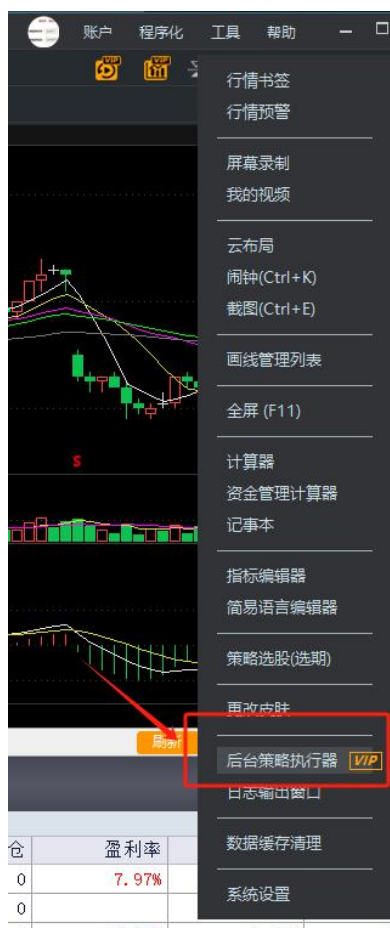 账户 程序化 工具 帮助
VIP VIP
行情书签
行情预警
屏幕录制
我的视频
云布局
闹钟(Ctrl+K)
截图(Ctrl+E)
画线管理列表
全屏 (F11)
计算器
资金管理计算器
记事本
指标编辑器
简易语言编辑器
策略选股(选期)
更改皮肤
后台策略执行器 VIP
日志输出窗口
数据缓存清理
系统设置
S
刷新
仓 盈利率
0 7.97%
0